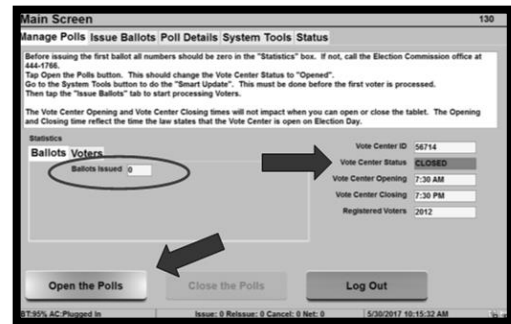 Main Screen 130
Manage Polls Issue Ballots Poll Details System Tools Status
Before issuing the first ballot all numbers should be zero in the "Statistics" box. If not, call the Election Commission office at
444-1766.
Tap Open the Polls button. This should change the Vote Center Status to "Opened".
Go to the System Tools button to do the "Smart Update". This must be done before the first voter is processed.
Then tap the "Issue Ballots" tab to start processing Voters.
The Vote Center Opening and Vote Center Closing times will not impact when you can open or close the tablet. The Opening
and Closing time reflect the time the law states that the Vote Center is open on Election Day.
Statistics
Ballots Voters
Ballots Issued 0
Vote Center ID 56714
Vote Center Status CLOSED
Vote Center Opening 7:30 AM
Vote Center Closing 7:30 PM
Registered Voters 2012
Open the Polls Close the Polls Log Out
BT:95% AC:Plugged In Issue: 0 Reissue: 0 Cancel: 0 Net: 0 5/30/2017 10:15:32 AM